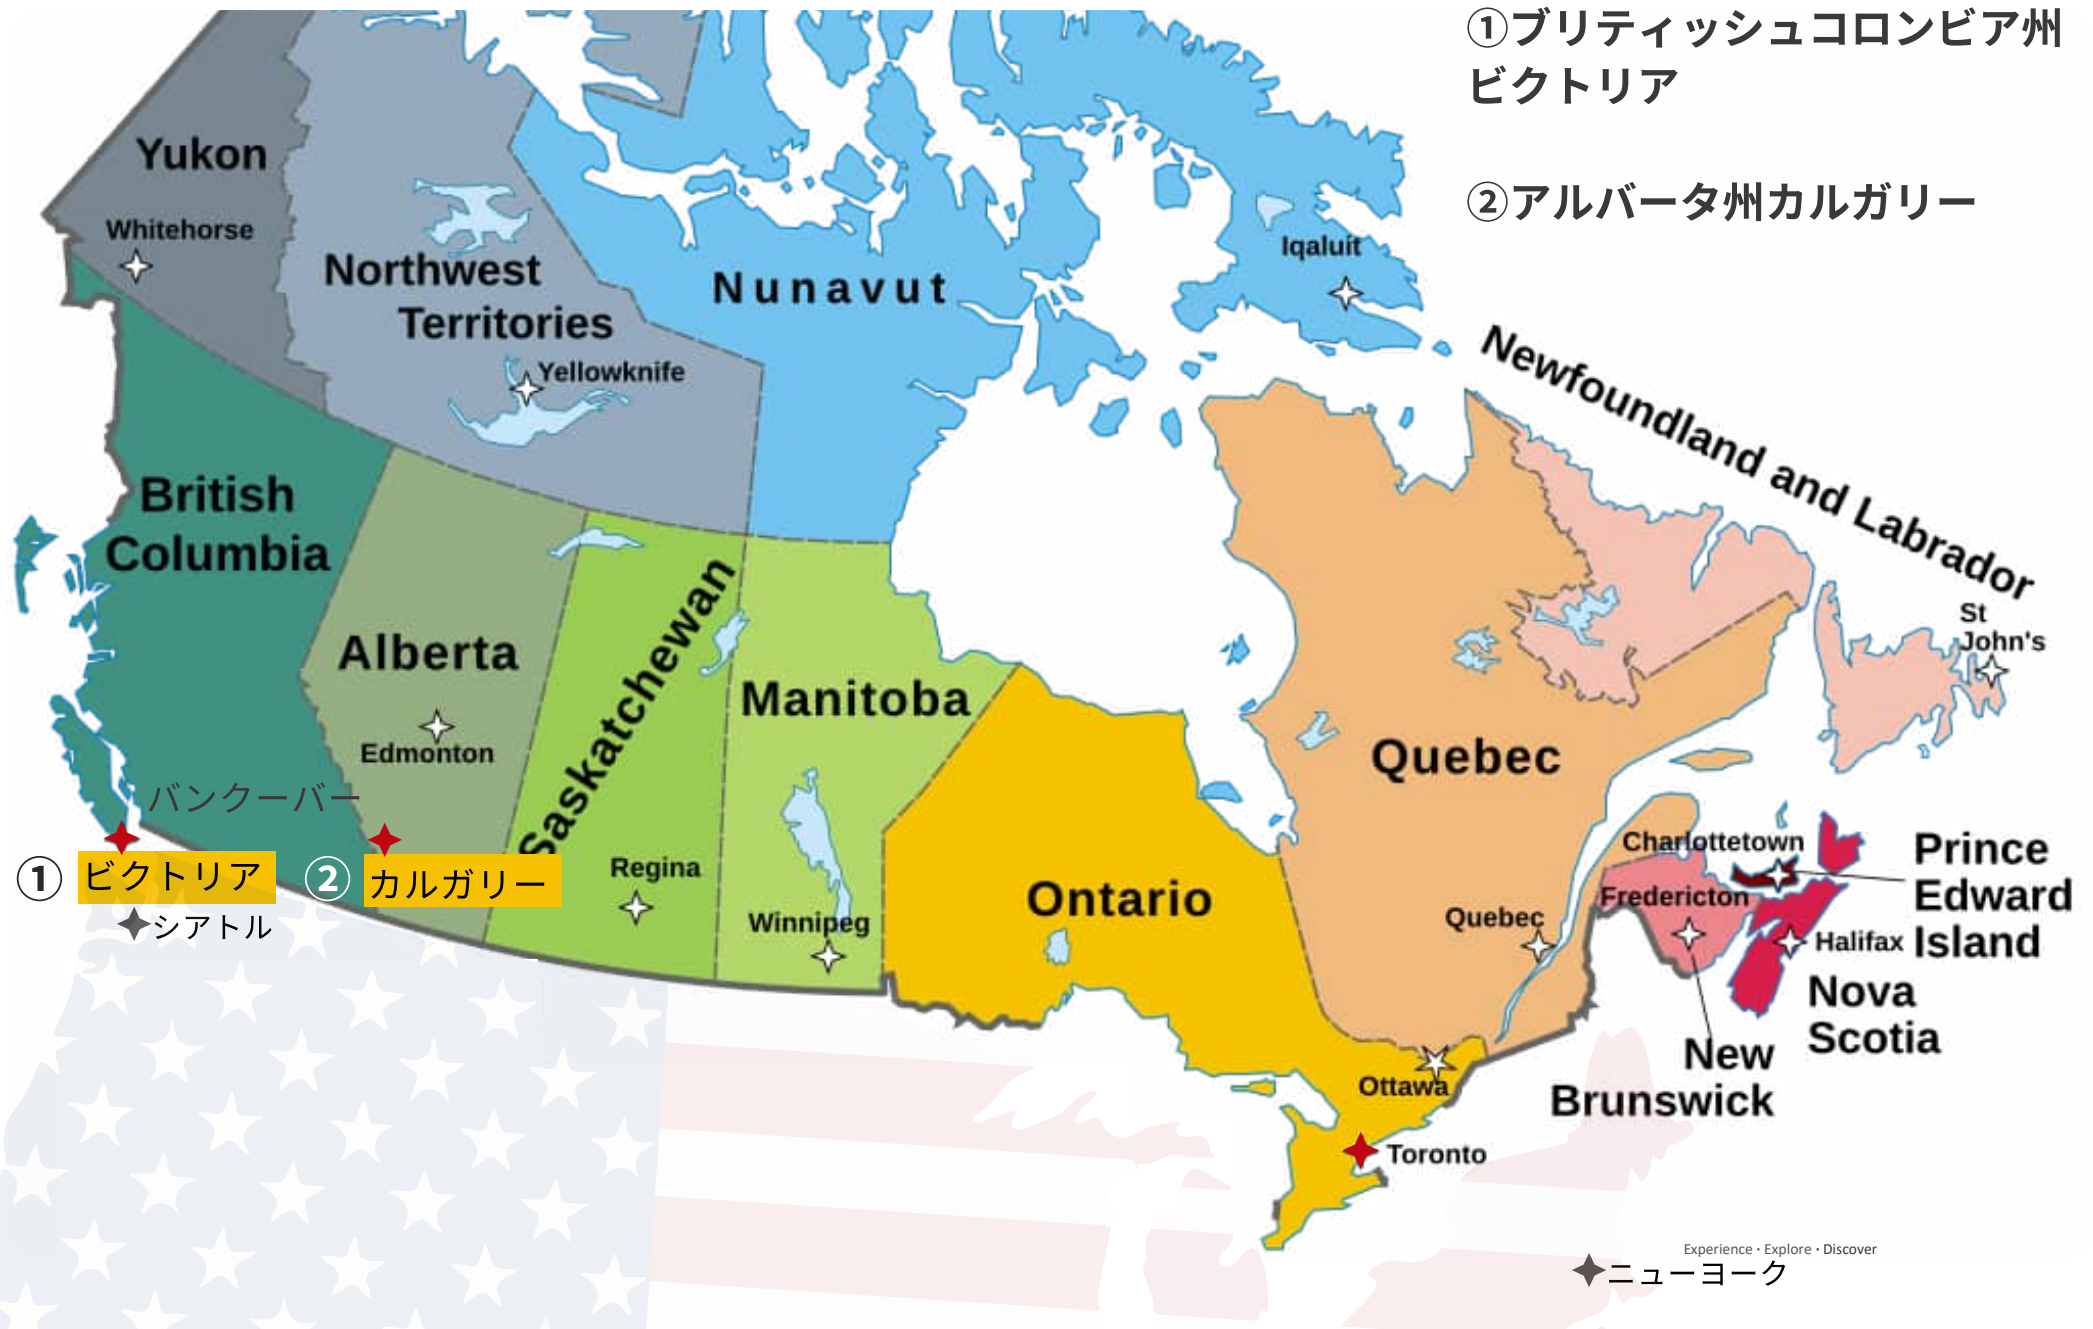 ①ブリティッシュコロンビア州
ビクトリア
②アルバータ州カルガリー
Yukon
Whitehorse
Northwest
Territories
Yellowknife
Nunavut
Iqaluit
Newfoundland and Labrador
St
John's
British
Columbia
Alberta
Edmonton
Saskatchewan
Regina
Manitoba
Winnipeg
Ontario
Quebec
Quebec
Ottawa
Toronto
Charlottetown
Fredericton
Prince
Edward
Island
Halifax
Nova
Scotia
New
Brunswick
バンクーバー
① ビクトリア
② カルガリー
シアトル
Experience · Explore · Discover
ニューヨーク